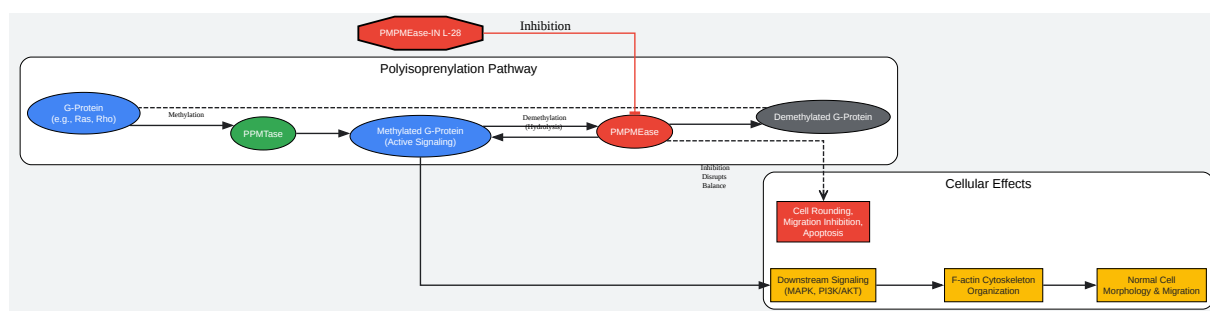 PMPMEase-IN L-28
Inhibition
Polyisoprenylation Pathway
G-Protein
(e.g., Ras, Rho)
Methylation
PPMTase
Methylated G-Protein
(Active Signaling)
Demethylation
(Hydrolysis)
PMPMEase
Demethylated G-Protein
Inhibition
Disrupts
Balance
Cellular Effects
Cell Rounding,
Migration Inhibition,
Apoptosis
Downstream Signaling
(MAPK, PI3K/AKT)
F-actin Cytoskeleton
Organization
Normal Cell
Morphology & Migration